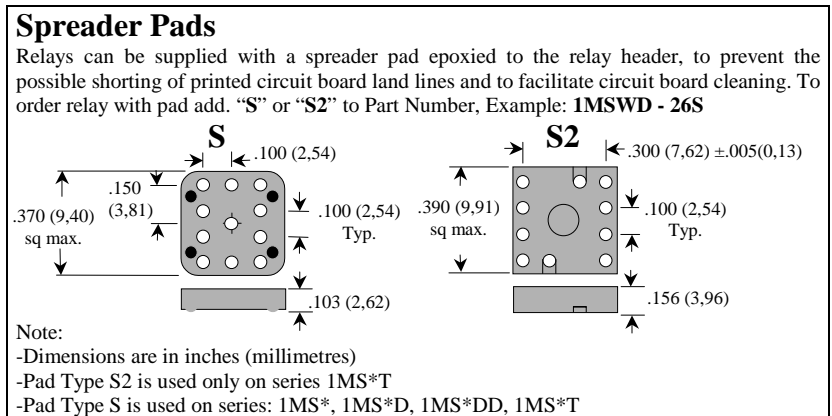 Spreader Pads
Relays can be supplied with a spreader pad epoxied to the relay header, to prevent the
possible shorting of printed circuit board land lines and to facilitate circuit board cleaning. To
order relay with pad add. “S” or “S2” to Part Number, Example: 1MSWD - 26S
S
.100 (2,54)
.150
(3,81)
.370 (9,40)
sq max.
.100 (2,54)
Typ.
.103 (2,62)
S2
.300 (7,62) ±.005(0,13)
.390 (9,91)
sq max.
.100 (2,54)
Typ.
.156 (3,96)
Note:
-Dimensions are in inches (millimetres)
-Pad Type S2 is used only on series 1MS*T
-Pad Type S is used on series: 1MS*, 1MS*D, 1MS*DD, 1MS*T